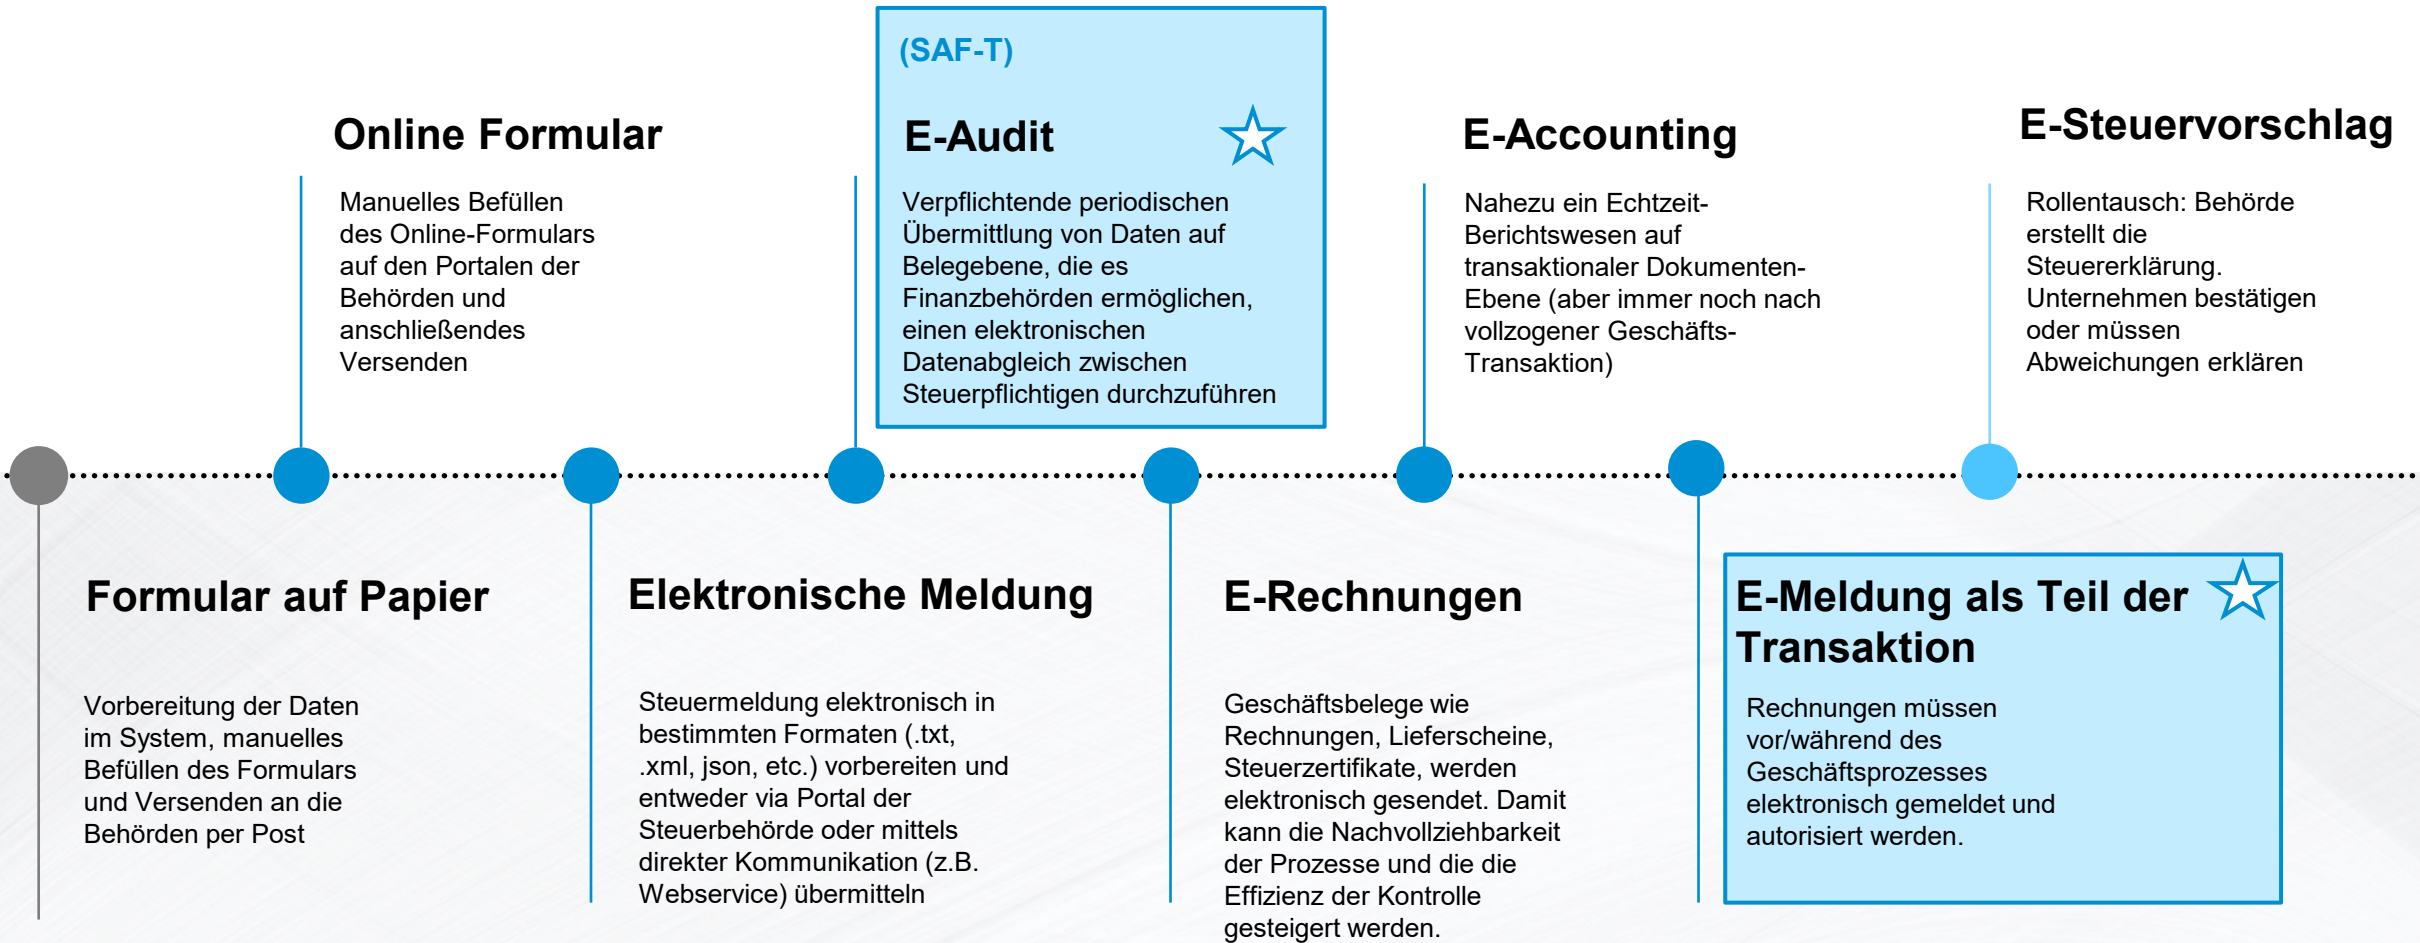 (SAF-T)
Online Formular
Manuelles Befüllen
des Online-Formulars
auf den Portalen der
Behörden und
anschließendes
Versenden
E-Audit
Verpflichtende periodischen
Übermittlung von Daten auf
Belegebene, die es
Finanzbehörden ermöglichen,
einen elektronischen
Datenabgleich zwischen
Steuerpflichtigen durchzuführen
E-Accounting
Nahezu ein Echtzeit-
Berichtswesen auf
transaktionaler Dokumenten-
Ebene (aber immer noch nach
vollzogener Geschäfts-
Transaktion)
E-Steuervorschlag
Rollentausch: Behörde
erstellt die
Steuererklärung.
Unternehmen bestätigen
oder müssen
Abweichungen erklären
Formular auf Papier
Vorbereitung der Daten
im System, manuelles
Befüllen des Formulars
und Versenden an die
Behörden per Post
Elektronische Meldung
Steuermeldung elektronisch in
bestimmten Formaten (.txt,
.xml, json, etc.) vorbereiten und
entweder via Portal der
Steuerbehörde oder mittels
direkter Kommunikation (z.B.
Webservice) übermitteln
E-Rechnungen
Geschäftsbelege wie
Rechnungen, Lieferscheine,
Steuerzertifikate, werden
elektronisch gesendet. Damit
kann die Nachvollziehbarkeit
der Prozesse und die die
Effizienz der Kontrolle
gesteigert werden.
E-Meldung als Teil der
Transaktion
Rechnungen müssen
vor/während des
Geschäftsprozesses
elektronisch gemeldet und
autorisiert werden.